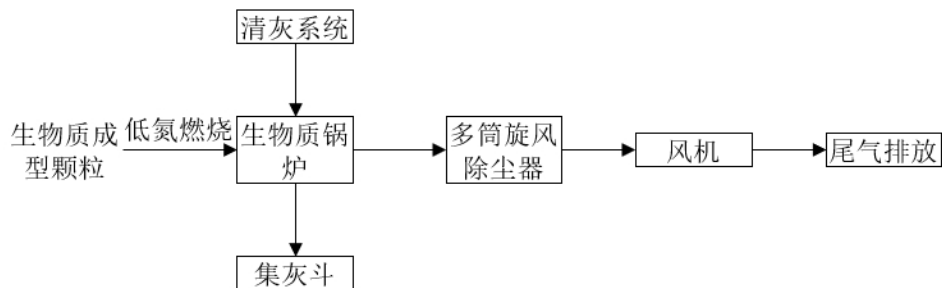 清灰系统
生物质成
型颗粒
低氮燃烧
生物质锅
炉
多筒旋风
除尘器
风机
尾气排放
集灰斗